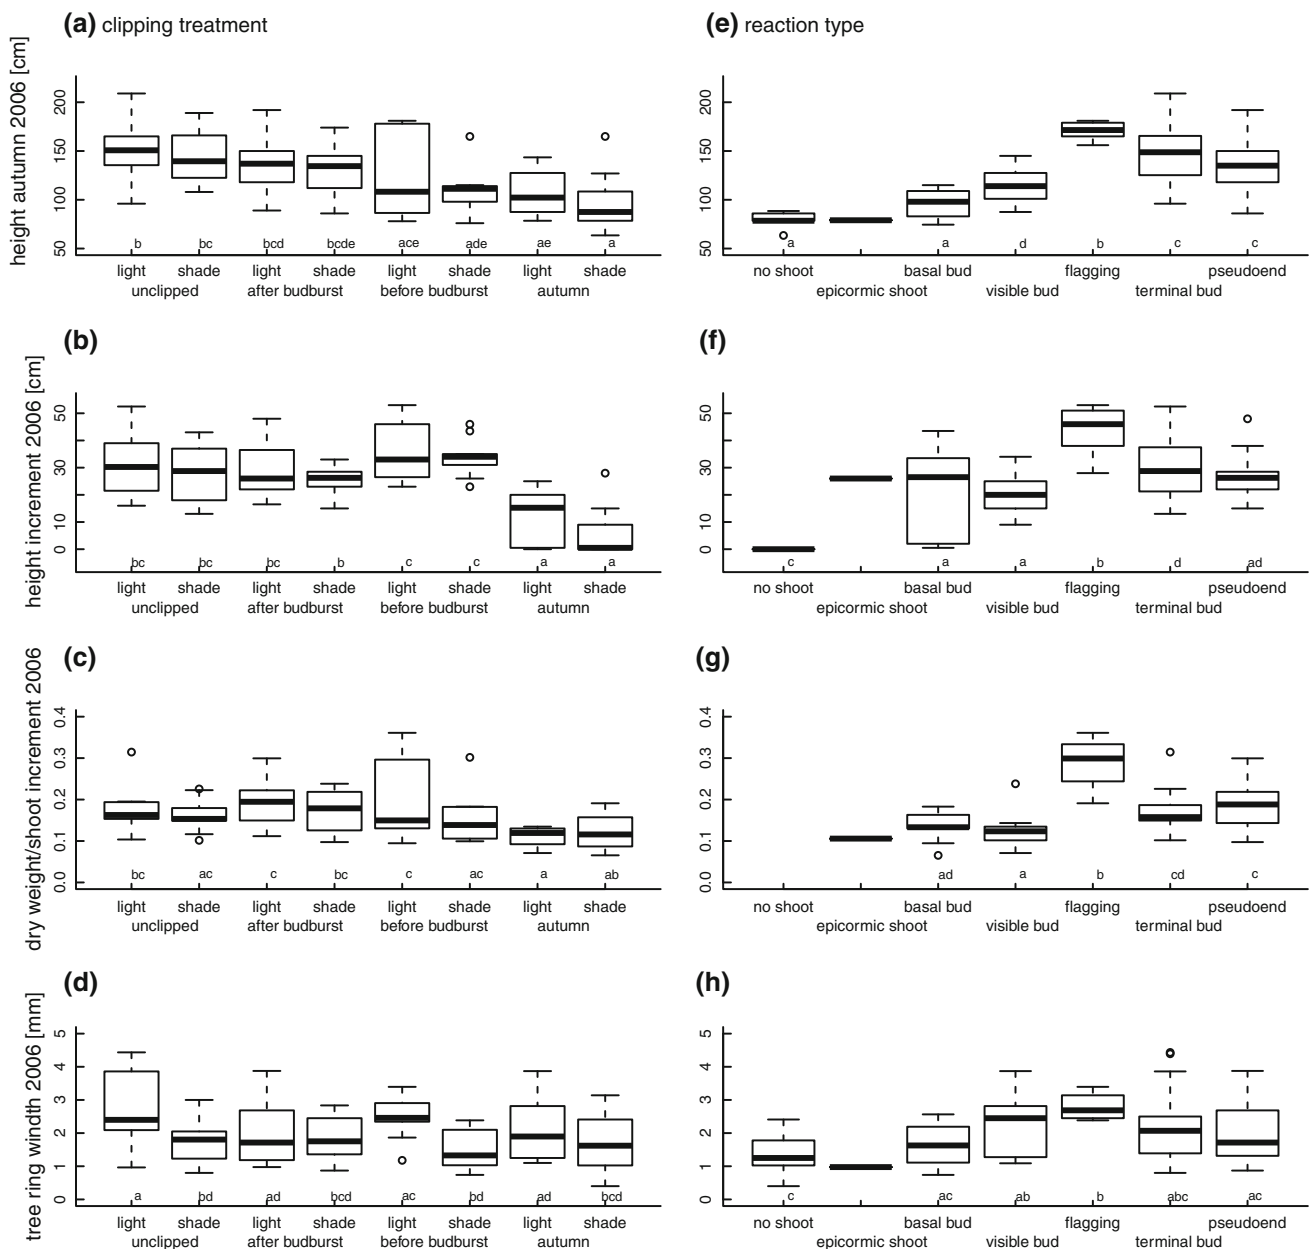 (a) clipping treatment
height autumn 2006 [cm]
50 100 150 200
b bc bcd bcde ace ade ae a
light shade light shade light shade light shade
unclipped after budburst before budburst autumn
(e) reaction type
50 100 150 200
a a d b c c
no shoot basal bud flagging pseudoend
epicormic shoot visible bud terminal bud
(b)
height increment 2006 [cm]
0 10 30 50
bc bc bc b c c a a
light shade light shade light shade light shade
unclipped after budburst before budburst autumn
(f)
0 10 30 50
c a a b d ad
no shoot basal bud flagging pseudoend
epicormic shoot visible bud terminal bud
(c)
dry weight/shoot increment 2006
0.0 0.1 0.2 0.3 0.4
bc ac c bc c ac a ab
light shade light shade light shade light shade
unclipped after budburst before budburst autumn
(g)
0.0 0.1 0.2 0.3 0.4
ad a b cd c
no shoot basal bud flagging pseudoend
epicormic shoot visible bud terminal bud
(d)
tree ring windth 2006 [mm]
0 1 2 3 4 5
a bd ad bcd ac bd ad bcd
light shade light shade light shade light shade
unclipped after budburst before budburst autumn
(h)
0 1 2 3 4 5
c ac ab b abc ac
no shoot basal bud flagging pseudoend
epicormic shoot visible bud terminal bud